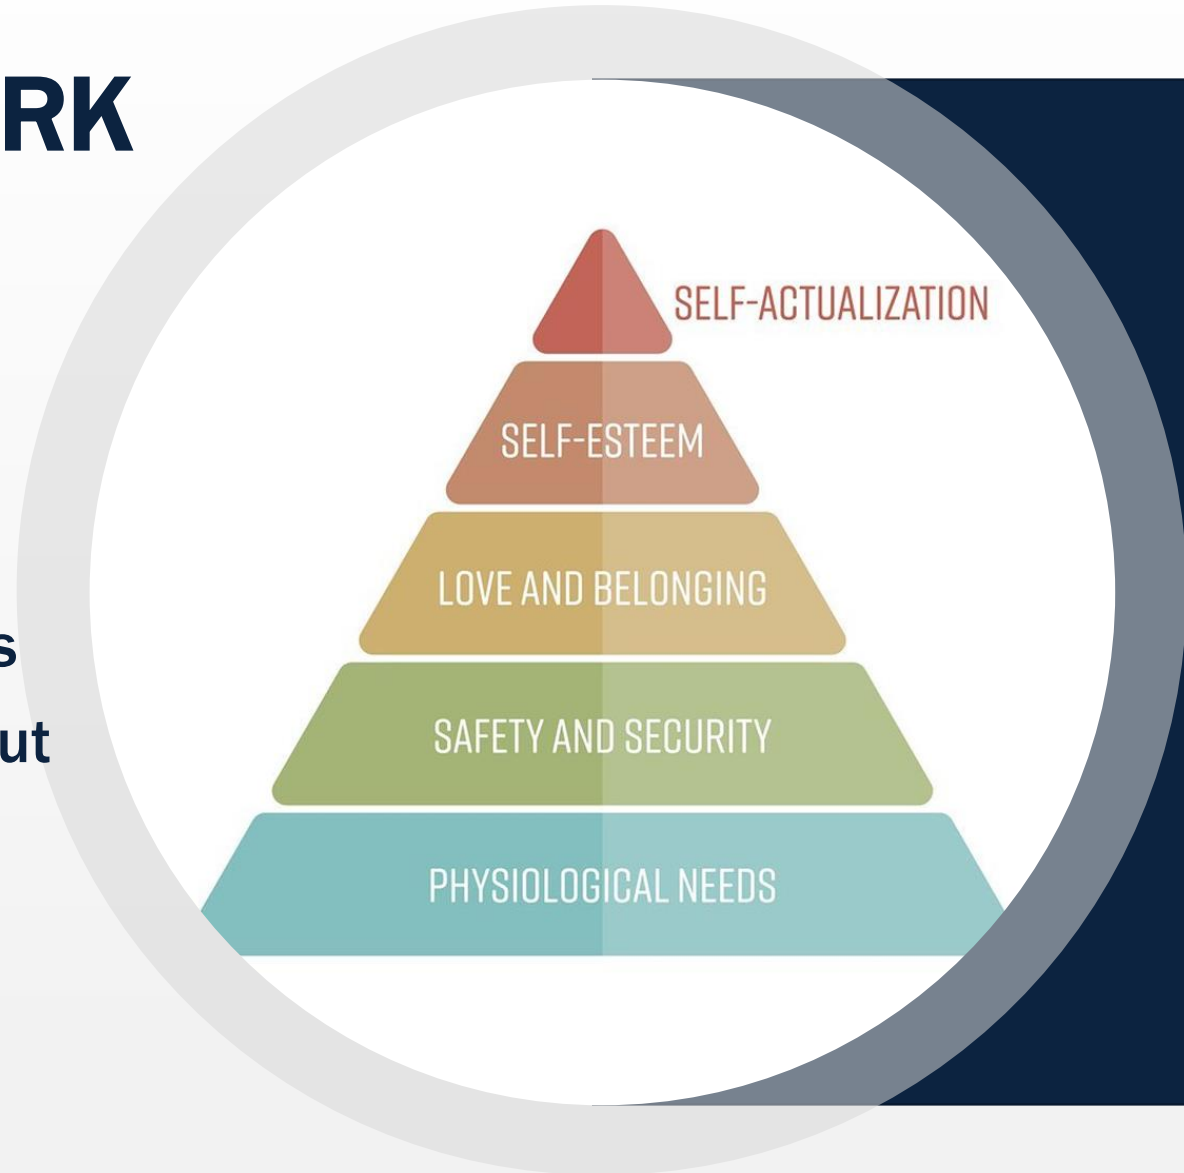 RK
s
ut
SELF-ACTUALIZATION
SELF-ESTEEM
LOVE AND BELONGING
SAFETY AND SECURITY
PHYSIOLOGICAL NEEDS